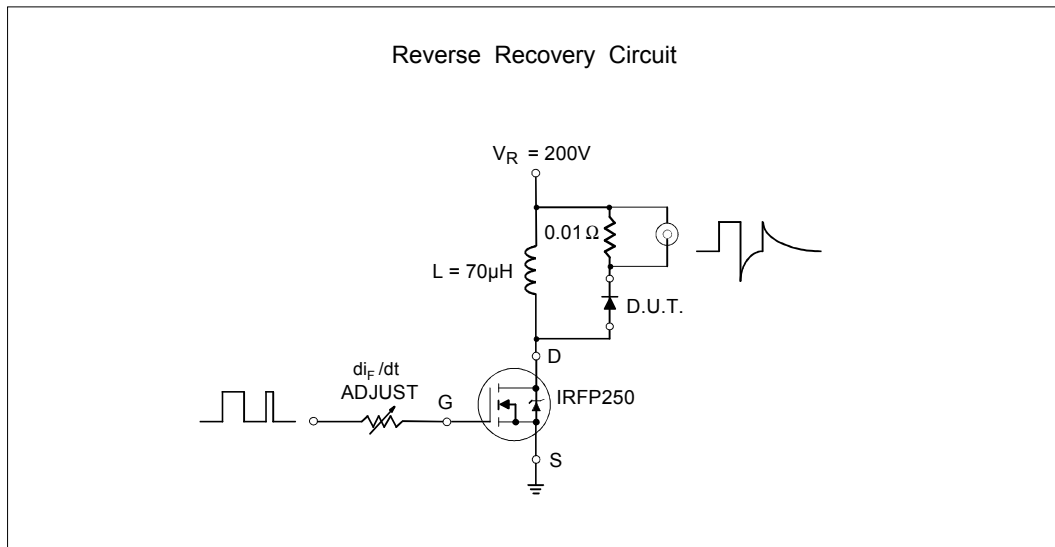 Reverse Recovery Circuit
V_R = 200V
0.01 Ω
L = 70µH
D.U.T.
di_F/dt
ADJUST
D
G
IRFP250
S